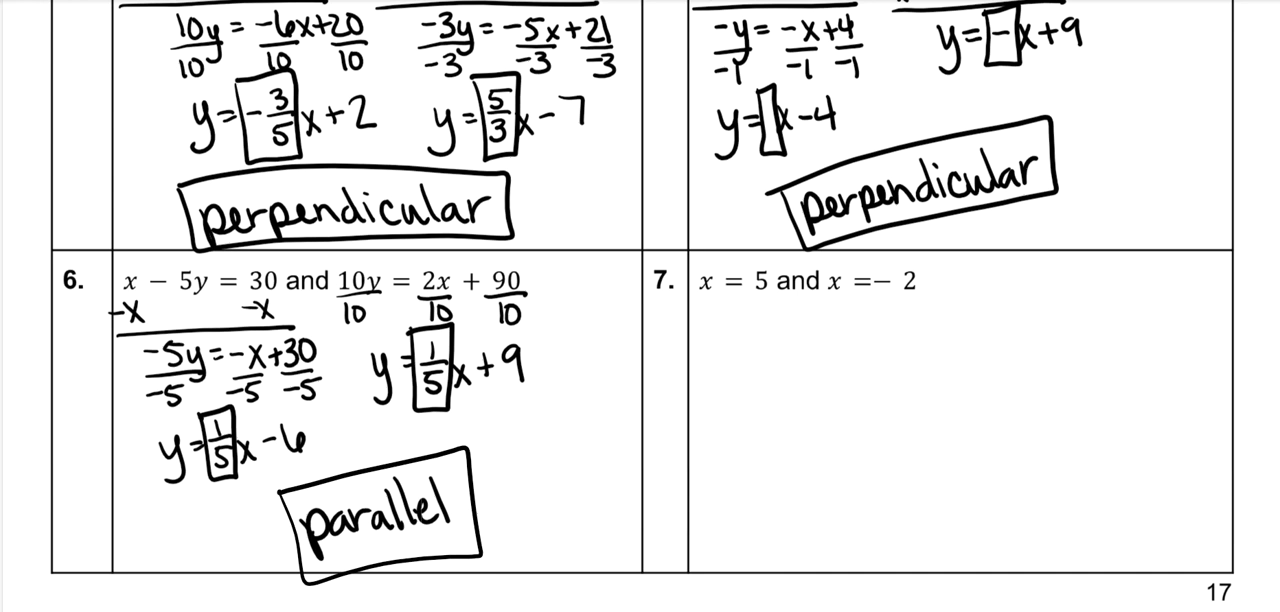 10y = -6x+20
10 10 10
y = -3/5 x + 2
-3y = -5x + 21
-3 -3 -3
y = 5/3 x - 7
perpendicular
-y = -x+4
-1 -1 -1
y = x - 4
y = -x + 9
perpendicular
6. x − 5y = 30 and 10y = 2x + 90
-x -x 10 10 10
-5y = -x+30
-5 -5 -5
y = 1/5 x - 6
y = 1/5 x + 9
parallel
7. x = 5 and x =− 2
17